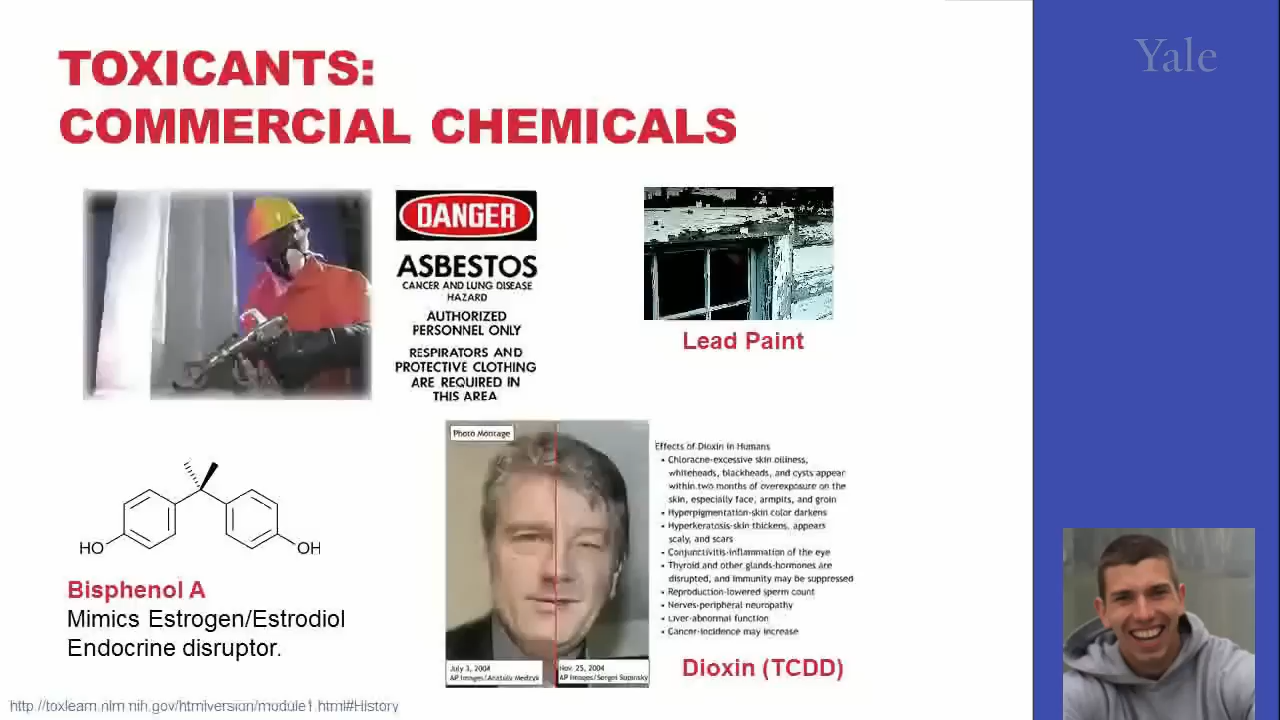 TOXICANTS:
COMMERCIAL CHEMICALS
Yale
DANGER
ASBESTOS
CANCER AND LUNG DISEASE
HAZARD
AUTHORIZED
PERSONNEL ONLY
RESPIRATORS AND
PROTECTIVE CLOTHING
ARE REQUIRED IN
THIS AREA
Lead Paint
HO
OH
Bisphenol A
Mimics Estrogen/Estradiol
Endocrine disruptor.
Photo Montage
July 3, 2004
AP Images/Anatoly Medzyk
Nov. 25, 2004
AP Images/Sergei Supinsky
Effects of Dioxin in Humans
• Chloracne-excessive skin oiliness,
whiteheads, blackheads, and cysts appear
within two months of overexposure on the
skin, especially face, armpits, and groin
• Hyperpigmentation-skin color darkens
• Hyperkeratosis-skin thickens, appears
scaly, and scars
• Conjunctivitis-inflammation of the eye
• Thyroid and other glands-hormones are
disrupted, and immunity may be suppressed
• Reproduction-lowered sperm count
• Nerves-peripheral neuropathy
• Liver-abnormal function
• Cancer-incidence may increase
Dioxin (TCDD)
http://toxlearn.nlm.nih.gov/htmlversion/module1.html#History